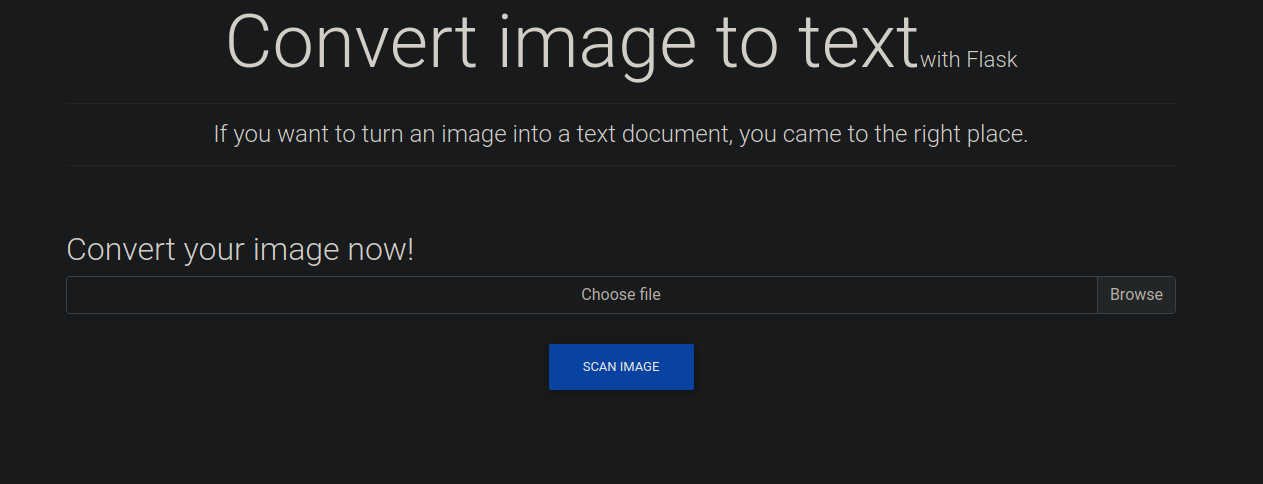 Convert image to text with Flask
If you want to turn an image into a text document, you came to the right place.
Convert your image now!
Choose file Browse
SCAN IMAGE